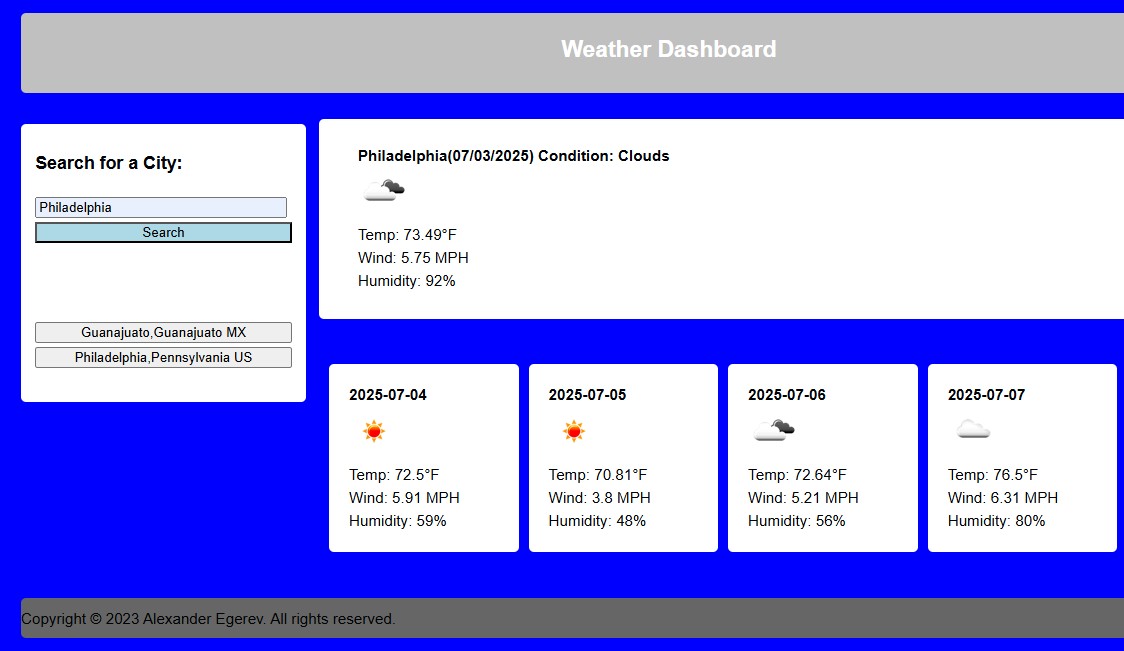 Weather Dashboard
Search for a City:
Philadelphia
Search
Guanajuato,Guanajuato MX
Philadelphia,Pennsylvania US
Philadelphia(07/03/2025) Condition: Clouds
Temp: 73.49°F
Wind: 5.75 MPH
Humidity: 92%
2025-07-04
Temp: 72.5°F
Wind: 5.91 MPH
Humidity: 59%
2025-07-05
Temp: 70.81°F
Wind: 3.8 MPH
Humidity: 48%
2025-07-06
Temp: 72.64°F
Wind: 5.21 MPH
Humidity: 56%
2025-07-07
Temp: 76.5°F
Wind: 6.31 MPH
Humidity: 80%
Copyright © 2023 Alexander Egerev. All rights reserved.